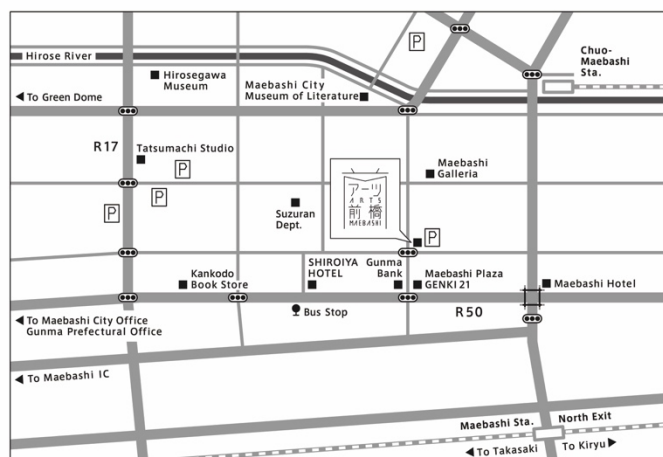 P
Hirose River
Chuo-
Maebashi
Sta.
Hirosegawa
Museum
Maebashi City
Museum of Literature
To Green Dome
R17
Tatsumachi Studio
P
P
P
アーツ
ARTS
前橋
MAEBASHI
Maebashi
Galleria
Suzuran
Dept.
P
Kankodo
Book Store
SHIROIYA
HOTEL
Gunma
Bank
Maebashi Plaza
GENKI 21
Maebashi Hotel
Bus Stop
R50
To Maebashi City Office
Gunma Prefectural Office
To Maebashi IC
Maebashi Sta.
North Exit
To Takasaki
To Kiryu